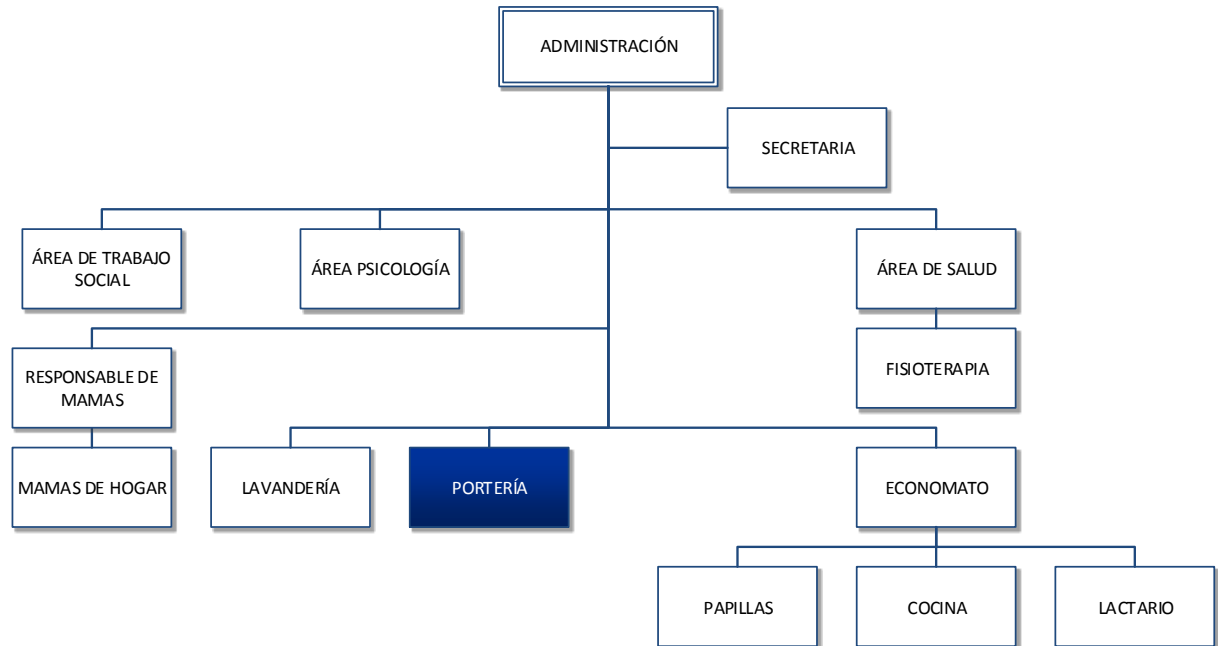 ADMINISTRACIÓN
SECRETARIA
ÁREA DE TRABAJO
SOCIAL
ÁREA PSICOLOGÍA
ÁREA DE SALUD
RESPONSABLE DE
MAMAS
FISIOTERAPIA
MAMAS DE HOGAR
LAVANDERÍA
PORTERÍA
ECONOMATO
PAPILLAS
COCINA
LACTARIO